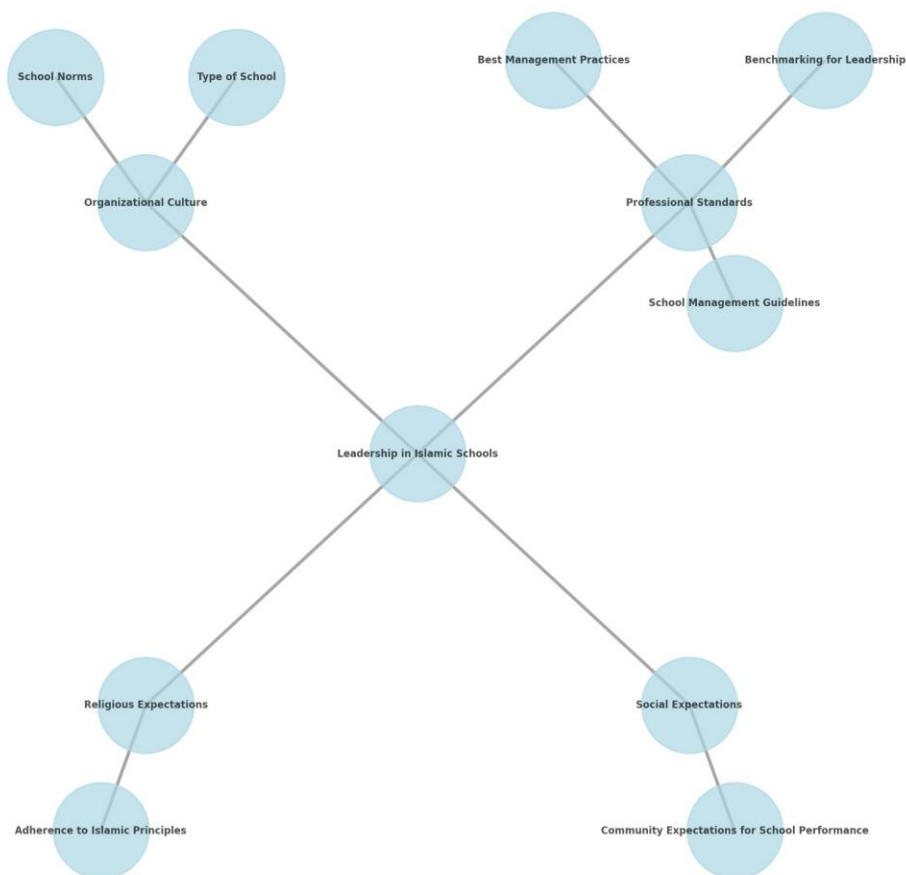 Best Management Practices
Benchmarking for Leadership
School Norms
Type of School
Organizational Culture
Professional Standards
School Management Guidelines
Leadership in Islamic Schools
Religious Expectations
Social Expectations
Adherence to Islamic Principles
Community Expectations for School Performance